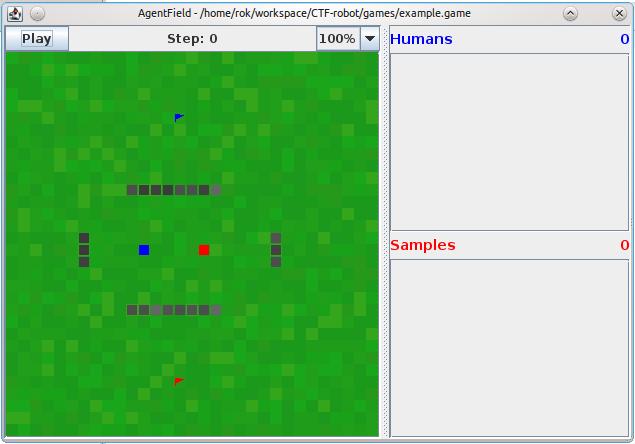 AgentField - /home/rok/workspace/CTF-robot/games/example.game
Play
Step: 0
100%
Humans 0
Samples 0